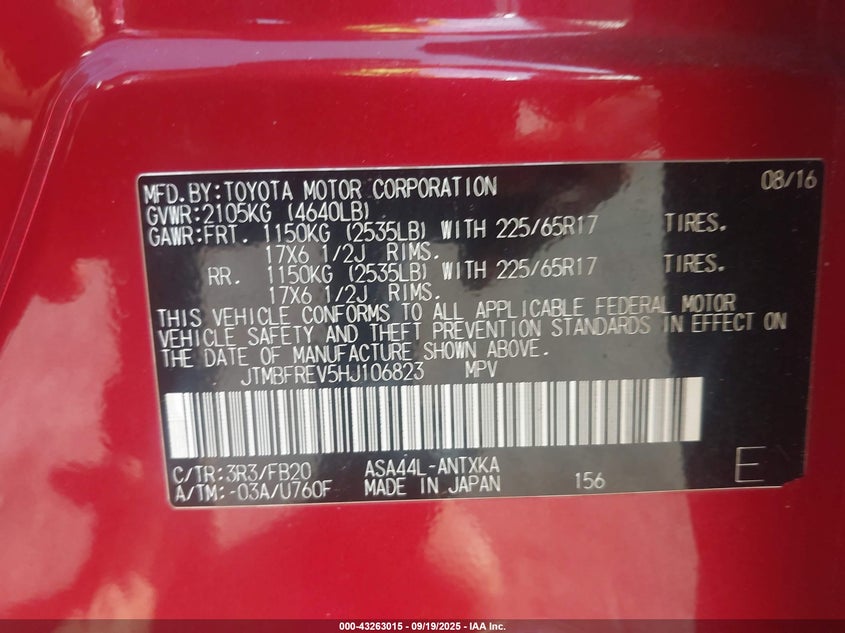 MFD.BY:TOYOTA MOTOR CORPORATION 08/16
GVWR:2105KG (4640LB)
GAWR:FRT. 1150KG (2535LB) WITH 225/65R17 TIRES.
17X6 1/2J RIMS.
RR. 1150KG (2535LB) WITH 225/65R17 TIRES.
17X6 1/2J RIMS.
THIS VEHICLE CONFORMS TO ALL APPLICABLE FEDERAL MOTOR
VEHICLE SAFETY AND THEFT PREVENTION STANDARDS IN EFFECT ON
THE DATE OF MANUFACTURE SHOWN ABOVE.
JTMBFREV5HJ106823 MPV
C/TR:3R3/FB20 ASA44L-ANTXKA E
A/TM:-03A/U760F MADE IN JAPAN 156
000-43263015 - 09/19/2025 - IAA Inc.